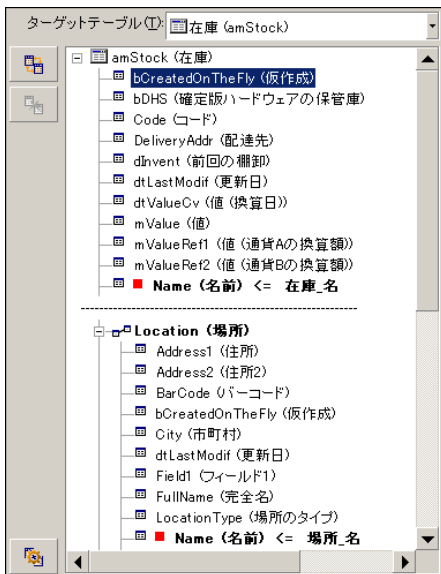 ターゲットテーブル(T): 在庫 (amStock)
amStock (在庫)
bCreatedOnTheFly (仮作成)
bDHS (確定版ハードウェアの保管庫)
Code (コード)
DeliveryAddr (配達先)
dInvent (前回の棚卸)
dtLastModif (更新日)
dtValueCv (値 (換算日))
mValue (値)
mValueRef1 (値 (通貨Aの換算額))
mValueRef2 (値 (通貨Bの換算額))
Name (名前) <= 在庫_名
Location (場所)
Address1 (住所)
Address2 (住所2)
BarCode (バーコード)
bCreatedOnTheFly (仮作成)
City (市町村)
dtLastModif (更新日)
Field1 (フィールド1)
FullName (完全名)
LocationType (場所のタイプ)
Name (名前) <= 場所_名